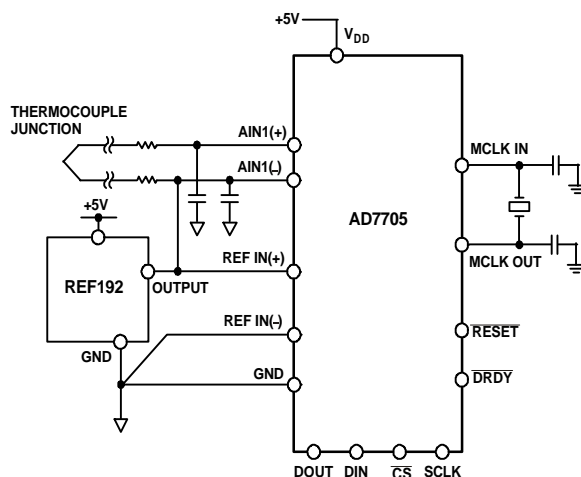 +5V
VDD
THERMOCOUPLE
JUNCTION
AIN1(+)
AIN1(–)
MCLK IN
+5V
AD7705
REF192
OUTPUT
REF IN(+)
MCLK OUT
REF IN(–)
GND
GND
RESET
DRDY
DOUT DIN CS SCLK